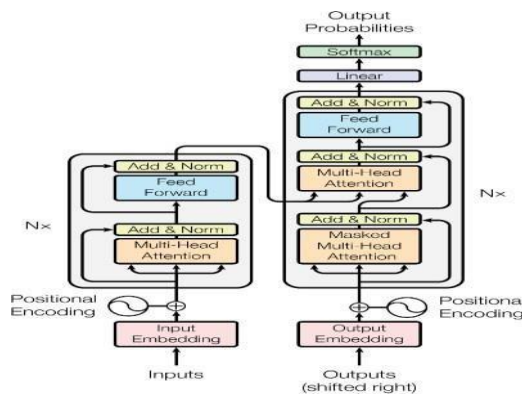 Output
Probabilities
Softmax
Linear
Add & Norm
Feed
Forward
Add & Norm
Multi-Head
Attention
Add & Norm
Masked
Multi-Head
Attention
Nx
Add & Norm
Feed
Forward
Add & Norm
Multi-Head
Attention
Nx
Positional
Encoding
Positional
Encoding
Input
Embedding
Output
Embedding
Inputs
Outputs
(shifted right)